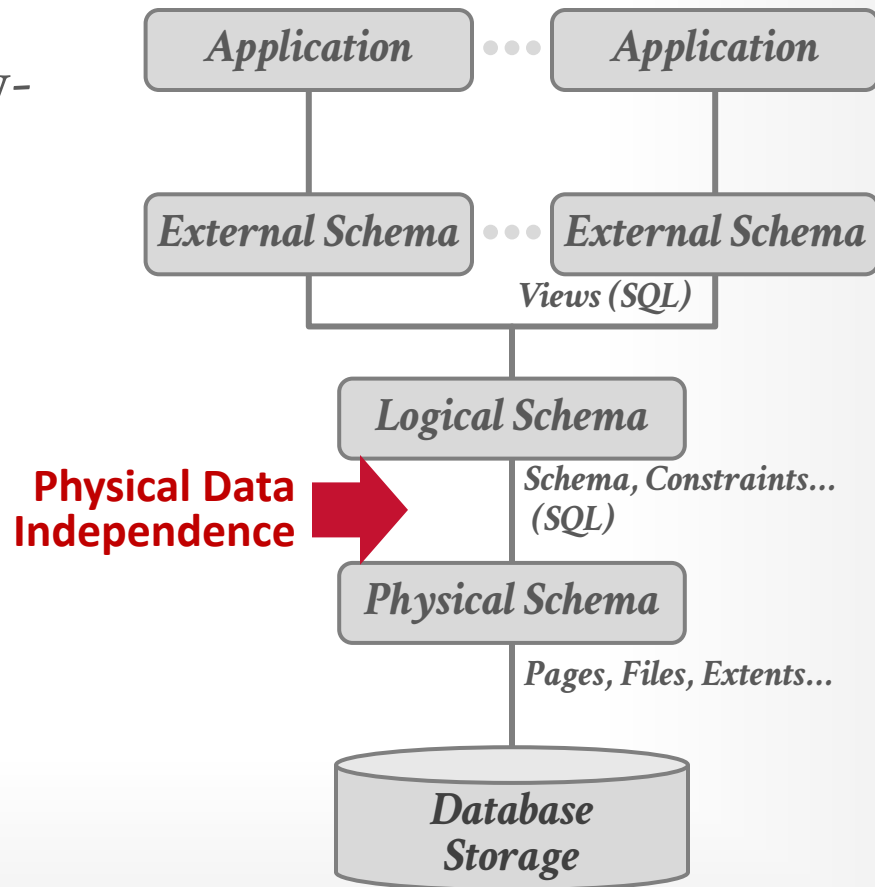 Application Application
External Schema External Schema
Views (SQL)
Logical Schema
Physical Data
Independence
Schema, Constraints...
(SQL)
Physical Schema
Pages, Files, Extents...
Database
Storage